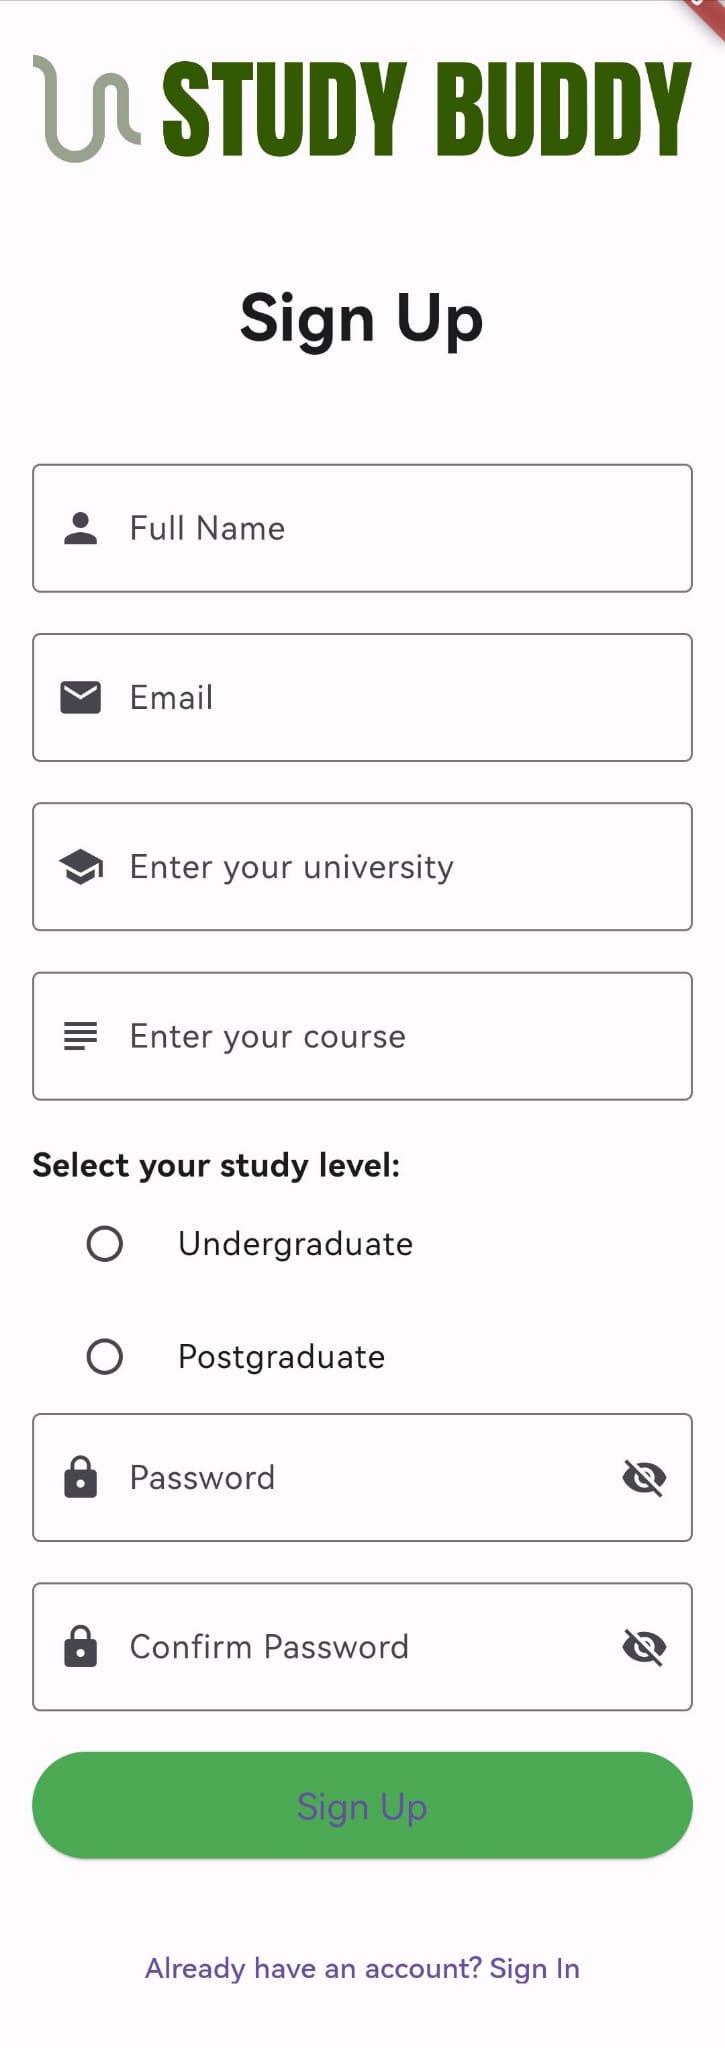 STUDY BUDDY
Sign Up
Full Name
Email
Enter your university
Enter your course
Select your study level:
Undergraduate
Postgraduate
Password
Confirm Password
Sign Up
Already have an account? Sign In